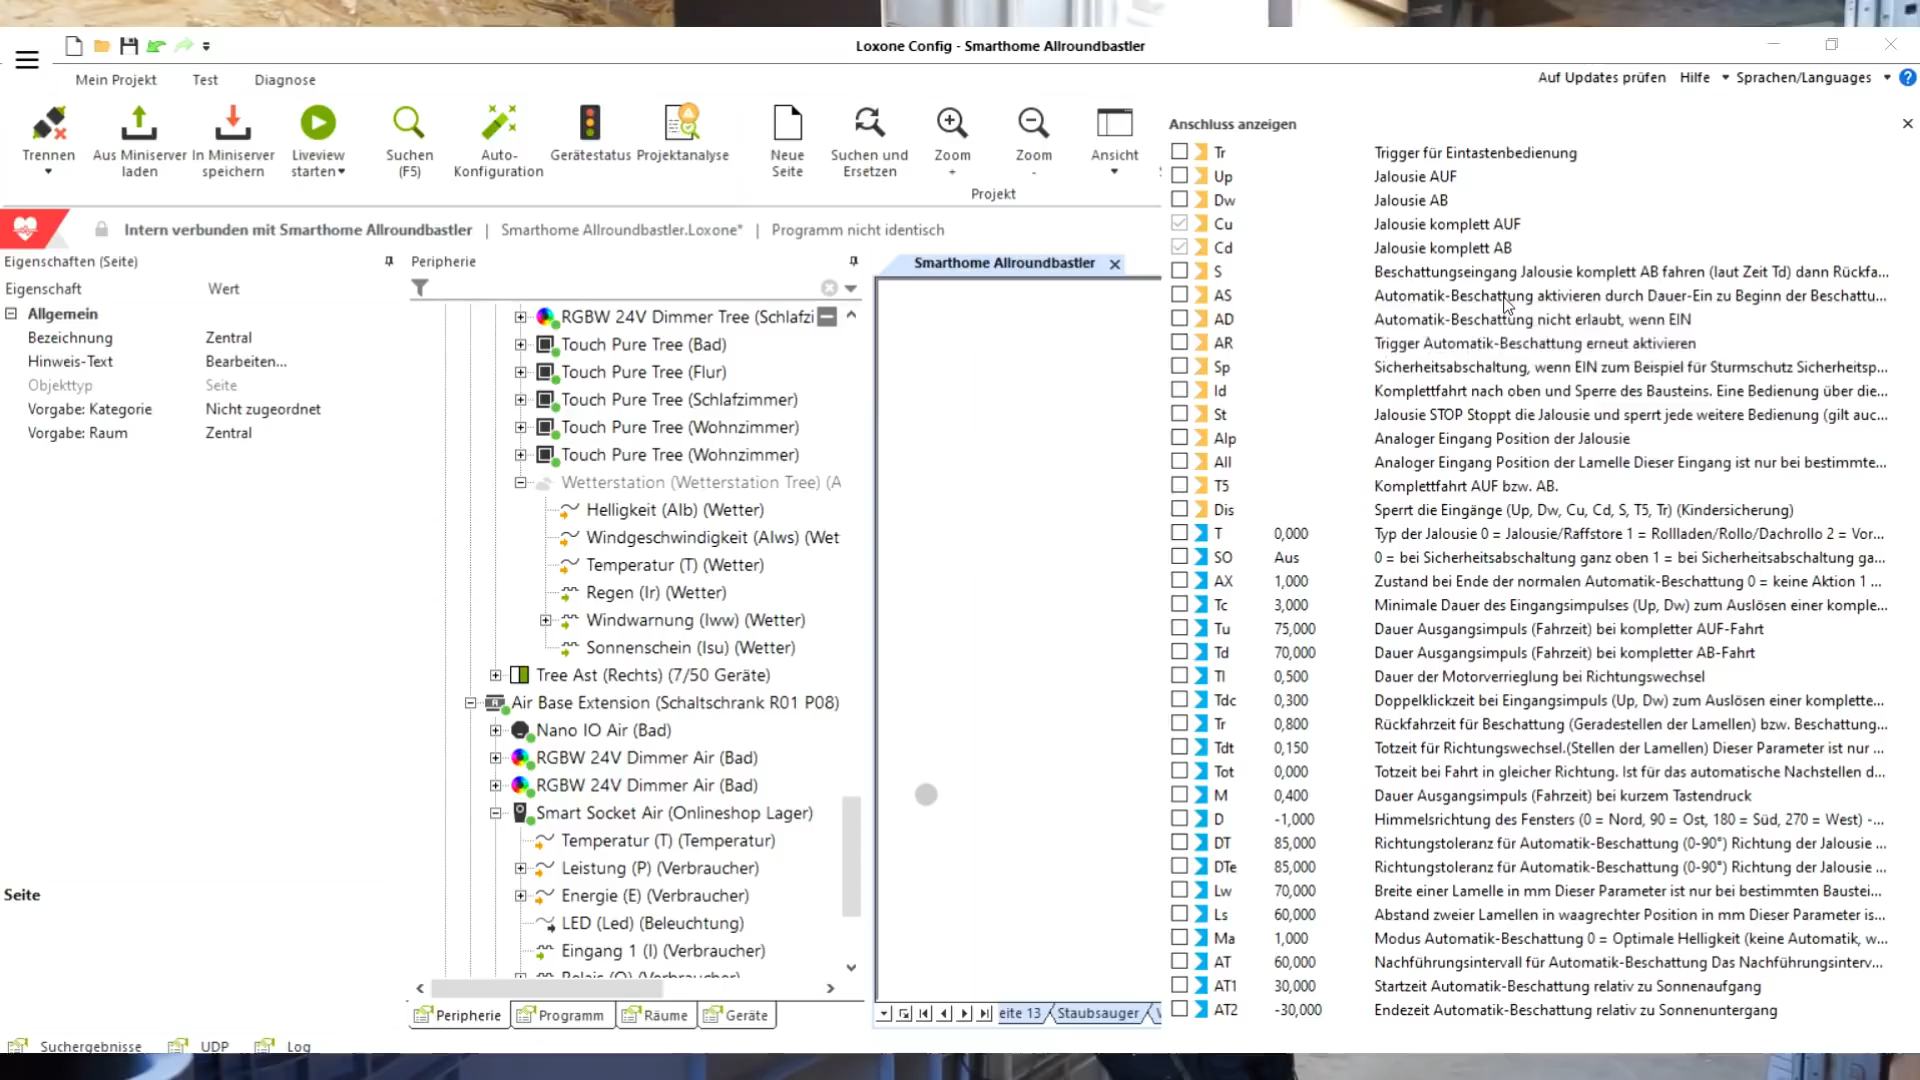 Loxone Config - Smarthome Allroundbastler
Mein Projekt Test Diagnose
Auf Updates prüfen Hilfe Sprachen/Languages ?
Trennen
Aus Miniserver laden
In Miniserver speichern
Liveview starten
Suchen (F5)
Auto-Konfiguration
Gerätestatus
Projektanalyse
Neue Seite
Suchen und Ersetzen
Zoom +
Zoom -
Ansicht
Projekt
Intern verbunden mit Smarthome Allroundbastler | Smarthome Allroundbastler.Loxone* | Programm nicht identisch
Eigenschaften (Seite)
Eigenschaft Wert
Allgemein
Bezeichnung Zentral
Hinweis-Text Bearbeiten...
Objekttyp Seite
Vorgabe: Kategorie Nicht zugeordnet
Vorgabe: Raum Zentral
Seite
Peripherie
RGBW 24V Dimmer Tree (Schlafzi
Touch Pure Tree (Bad)
Touch Pure Tree (Flur)
Touch Pure Tree (Schlafzimmer)
Touch Pure Tree (Wohnzimmer)
Touch Pure Tree (Wohnzimmer)
Wetterstation (Wetterstation Tree) (A
Helligkeit (Alb) (Wetter)
Windgeschwindigkeit (Alws) (Wet
Temperatur (T) (Wetter)
Regen (Ir) (Wetter)
Windwarnung (Iww) (Wetter)
Sonnenschein (Isu) (Wetter)
Tree Ast (Rechts) (7/50 Geräte)
Air Base Extension (Schaltschrank R01 P08)
Nano IO Air (Bad)
RGBW 24V Dimmer Air (Bad)
RGBW 24V Dimmer Air (Bad)
Smart Socket Air (Onlineshop Lager)
Temperatur (T) (Temperatur)
Leistung (P) (Verbraucher)
Energie (E) (Verbraucher)
LED (Led) (Beleuchtung)
Eingang 1 (I) (Verbraucher)
Relais (O) (Verbraucher)
Peripherie Programm Räume Geräte
Smarthome Allroundbastler
eite 13 Staubsauger
Anschluss anzeigen
Tr Trigger für Eintastenbedienung
Up Jalousie AUF
Dw Jalousie AB
Cu Jalousie komplett AUF
Cd Jalousie komplett AB
S Beschattungseingang Jalousie komplett AB fahren (laut Zeit Td) dann Rückfa...
AS Automatik-Beschattung aktivieren durch Dauer-Ein zu Beginn der Beschattu...
AD Automatik-Beschattung nicht erlaubt, wenn EIN
AR Trigger Automatik-Beschattung erneut aktivieren
Sp Sicherheitsabschaltung, wenn EIN zum Beispiel für Sturmschutz Sicherheitsp...
Id Komplettfahrt nach oben und Sperre des Bausteins. Eine Bedienung über die...
St Jalousie STOP Stoppt die Jalousie und sperrt jede weitere Bedienung (gilt auc...
Alp Analoger Eingang Position der Jalousie
All Analoger Eingang Position der Lamelle Dieser Eingang ist nur bei bestimmte...
T5 Komplettfahrt AUF bzw. AB.
Dis Sperrt die Eingänge (Up, Dw, Cu, Cd, S, T5, Tr) (Kindersicherung)
T 0,000 Typ der Jalousie 0 = Jalousie/Raffstore 1 = Rollladen/Rollo/Dachrollo 2 = Vor...
SO Aus 0 = bei Sicherheitsabschaltung ganz oben 1 = bei Sicherheitsabschaltung ga...
AX 1,000 Zustand bei Ende der normalen Automatik-Beschattung 0 = keine Aktion 1 ...
Tc 3,000 Minimale Dauer des Eingangsimpulses (Up, Dw) zum Auslösen einer komple...
Tu 75,000 Dauer Ausgangsimpuls (Fahrzeit) bei kompletter AUF-Fahrt
Td 70,000 Dauer Ausgangsimpuls (Fahrzeit) bei kompletter AB-Fahrt
Tl 0,500 Dauer der Motorverrieglung bei Richtungswechsel
Tdc 0,300 Doppelklickzeit bei Eingangsimpuls (Up, Dw) zum Auslösen einer komplette...
Tr 0,800 Rückfahrzeit für Beschattung (Geradestellen der Lamellen) bzw. Beschattung...
Tdt 0,150 Totzeit für Richtungswechsel.(Stellen der Lamellen) Dieser Parameter ist nur ...
Tot 0,000 Totzeit bei Fahrt in gleicher Richtung. Ist für das automatische Nachstellen d...
M 0,400 Dauer Ausgangsimpuls (Fahrzeit) bei kurzem Tastendruck
D -1,000 Himmelsrichtung des Fensters (0 = Nord, 90 = Ost, 180 = Süd, 270 = West) -...
DT 85,000 Richtungstoleranz für Automatik-Beschattung (0-90°) Richtung der Jalousie ...
DTe 85,000 Richtungstoleranz für Automatik-Beschattung (0-90°) Richtung der Jalousie ...
Lw 70,000 Breite einer Lamelle in mm Dieser Parameter ist nur bei bestimmten Baustei...
Ls 60,000 Abstand zweier Lamellen in waagrechter Position in mm Dieser Parameter is...
Ma 1,000 Modus Automatik-Beschattung 0 = Optimale Helligkeit (keine Automatik, w...
AT 60,000 Nachführungsintervall für Automatik-Beschattung Das Nachführungsinterv...
AT1 30,000 Startzeit Automatik-Beschattung relativ zu Sonnenaufgang
AT2 -30,000 Endezeit Automatik-Beschattung relativ zu Sonnenuntergang
Suchergebnisse UDP Log